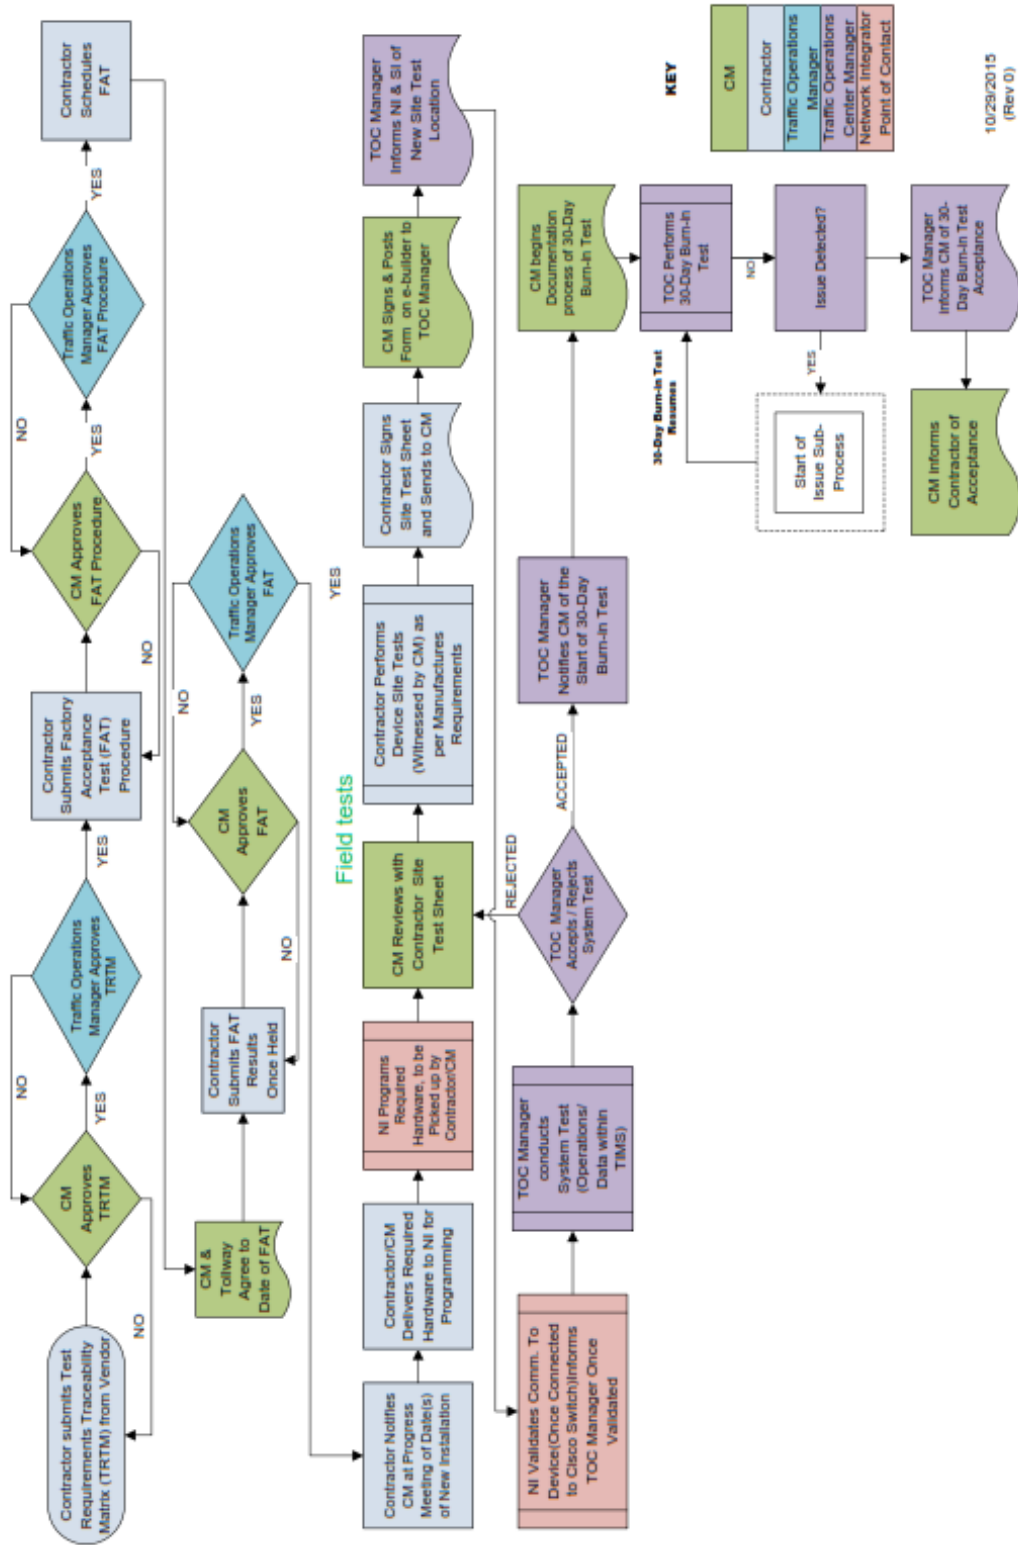 Contractor submits Test
Requirements Traceability
Matrix (TRTM) from Vendor
CM
Approves
TRTM
NO
YES
NO
Traffic Operations
Manager Approves
TRTM
YES
Contractor
Submits Factory
Acceptance
Test (FAT)
Procedure
CM Approves
FAT Procedure
NO
YES
NO
Traffic Operations
Manager Approves
FAT Procedure
YES
Contractor
Schedules
FAT
CM &
Tollway
Agree to
Date of FAT
Contractor
Submits FAT
Results
Once Held
NO
CM
Approves
FAT
YES
NO
Traffic Operations
Manager Approves
FAT
YES
Field tests
Contractor Notifies
CM at Progress
Meeting of Date(s)
of New Installation
Contractor/CM
Delivers Required
Hardware to NI for
Programming
NI Programs
Required
Hardware, to be
Picked up by
Contractor/CM
CM Reviews with
Contractor Site
Test Sheet
Contractor Performs
Device Site Tests
(Witnessed by CM) as
per Manufactures
Requirements
Contractor Signs
Site Test Sheet
and Sends to CM
CM Signs & Posts
Form on e-builder to
TOC Manager
TOC Manager
Informs NI & SI of
New Site Test
Location
NI Validates Comm. To
Device(Once Connected
to Cisco Switch)Informs
TOC Manager Once
Validated
TOC Manager
conducts
System Test
(Operations/
Data within
TIMS)
TOC Manager
Accepts / Rejects
System Test
REJECTED
ACCEPTED
TOC Manager
Notifies CM of the
Start of 30-Day
Burn-in Test
CM begins
Documentation
process of 30-Day
Burn-in Test
TOC Performs
30-Day Burn-in
Test
30-Day Burn-in Test
Resumes
NO
Issue Detected?
YES
Start of
Issue Sub-
Process
TOC Manager
Informs CM of 30-
Day Burn-in Test
Acceptance
CM Informs
Contractor of
Acceptance
KEY
CM
Contractor
Traffic Operations
Manager
Traffic Operations
Center Manager
Network Integrator
Point of Contact
10/29/2015
(Rev 0)